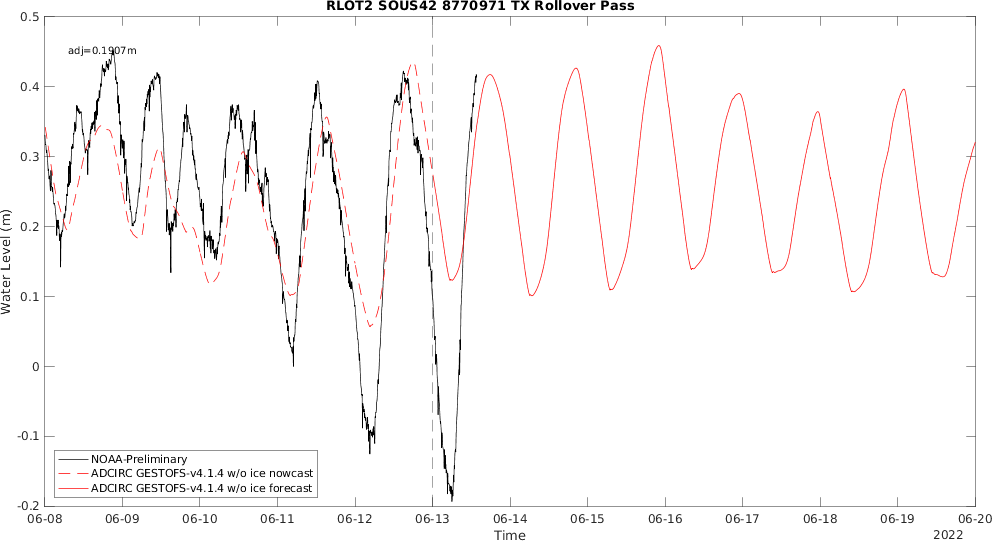 RLOT2 SOUS42 8770971 TX Rollover Pass
adj=0.1907m
0.5
0.4
0.3
0.2
0.1
0
-0.1
-0.2
Water Level (m)
NOAA-Preliminary
ADCIRC GESTOFS-v4.1.4 w/o ice nowcast
ADCIRC GESTOFS-v4.1.4 w/o ice forecast
06-08 06-09 06-10 06-11 06-12 06-13 06-14 06-15 06-16 06-17 06-18 06-19 06-20
Time
2022